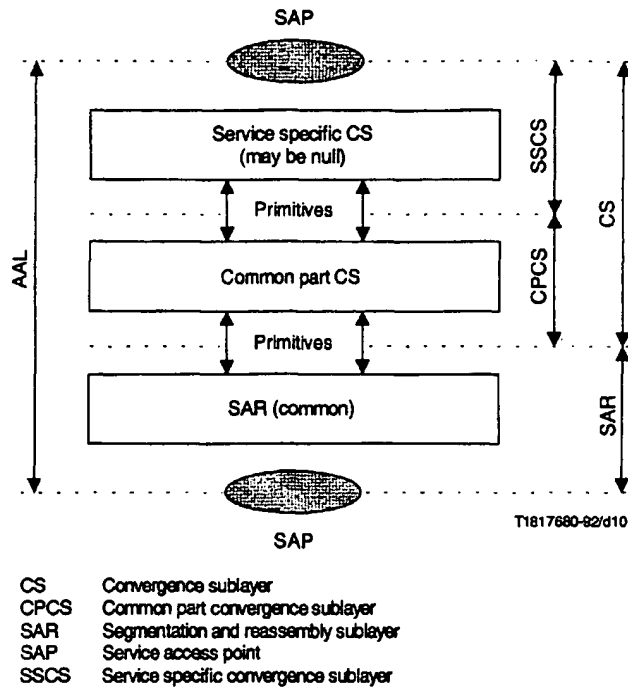 SAP
Service specific CS
(may be null)
Primitives
Common part CS
Primitives
SAR (common)
SAP
AAL
SSCS
CPCS
CS
SAR
T1817680-92/d10
CS Convergence sublayer
CPCS Common part convergence sublayer
SAR Segmentation and reassembly sublayer
SAP Service access point
SSCS Service specific convergence sublayer